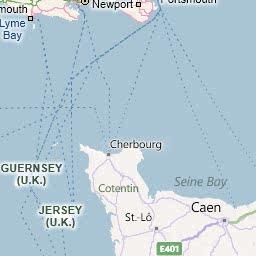 Portsmouth
Newport
mouth
Lyme
Bay
Cherbourg
GUERNSEY
(U.K.)
Cotentin
Seine Bay
JERSEY
(U.K.)
St.-Lô
Caen
E401